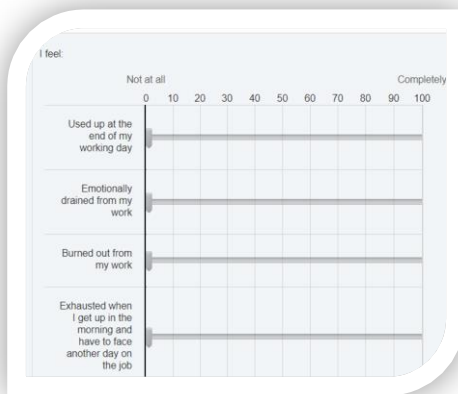 I feel:
Not at all Completely
0 10 20 30 40 50 60 70 80 90 100
Used up at the
end of my
working day
Emotionally
drained from my
work
Burned out from
my work
Exhausted when
I get up in the
morning and
have to face
another day on
the job